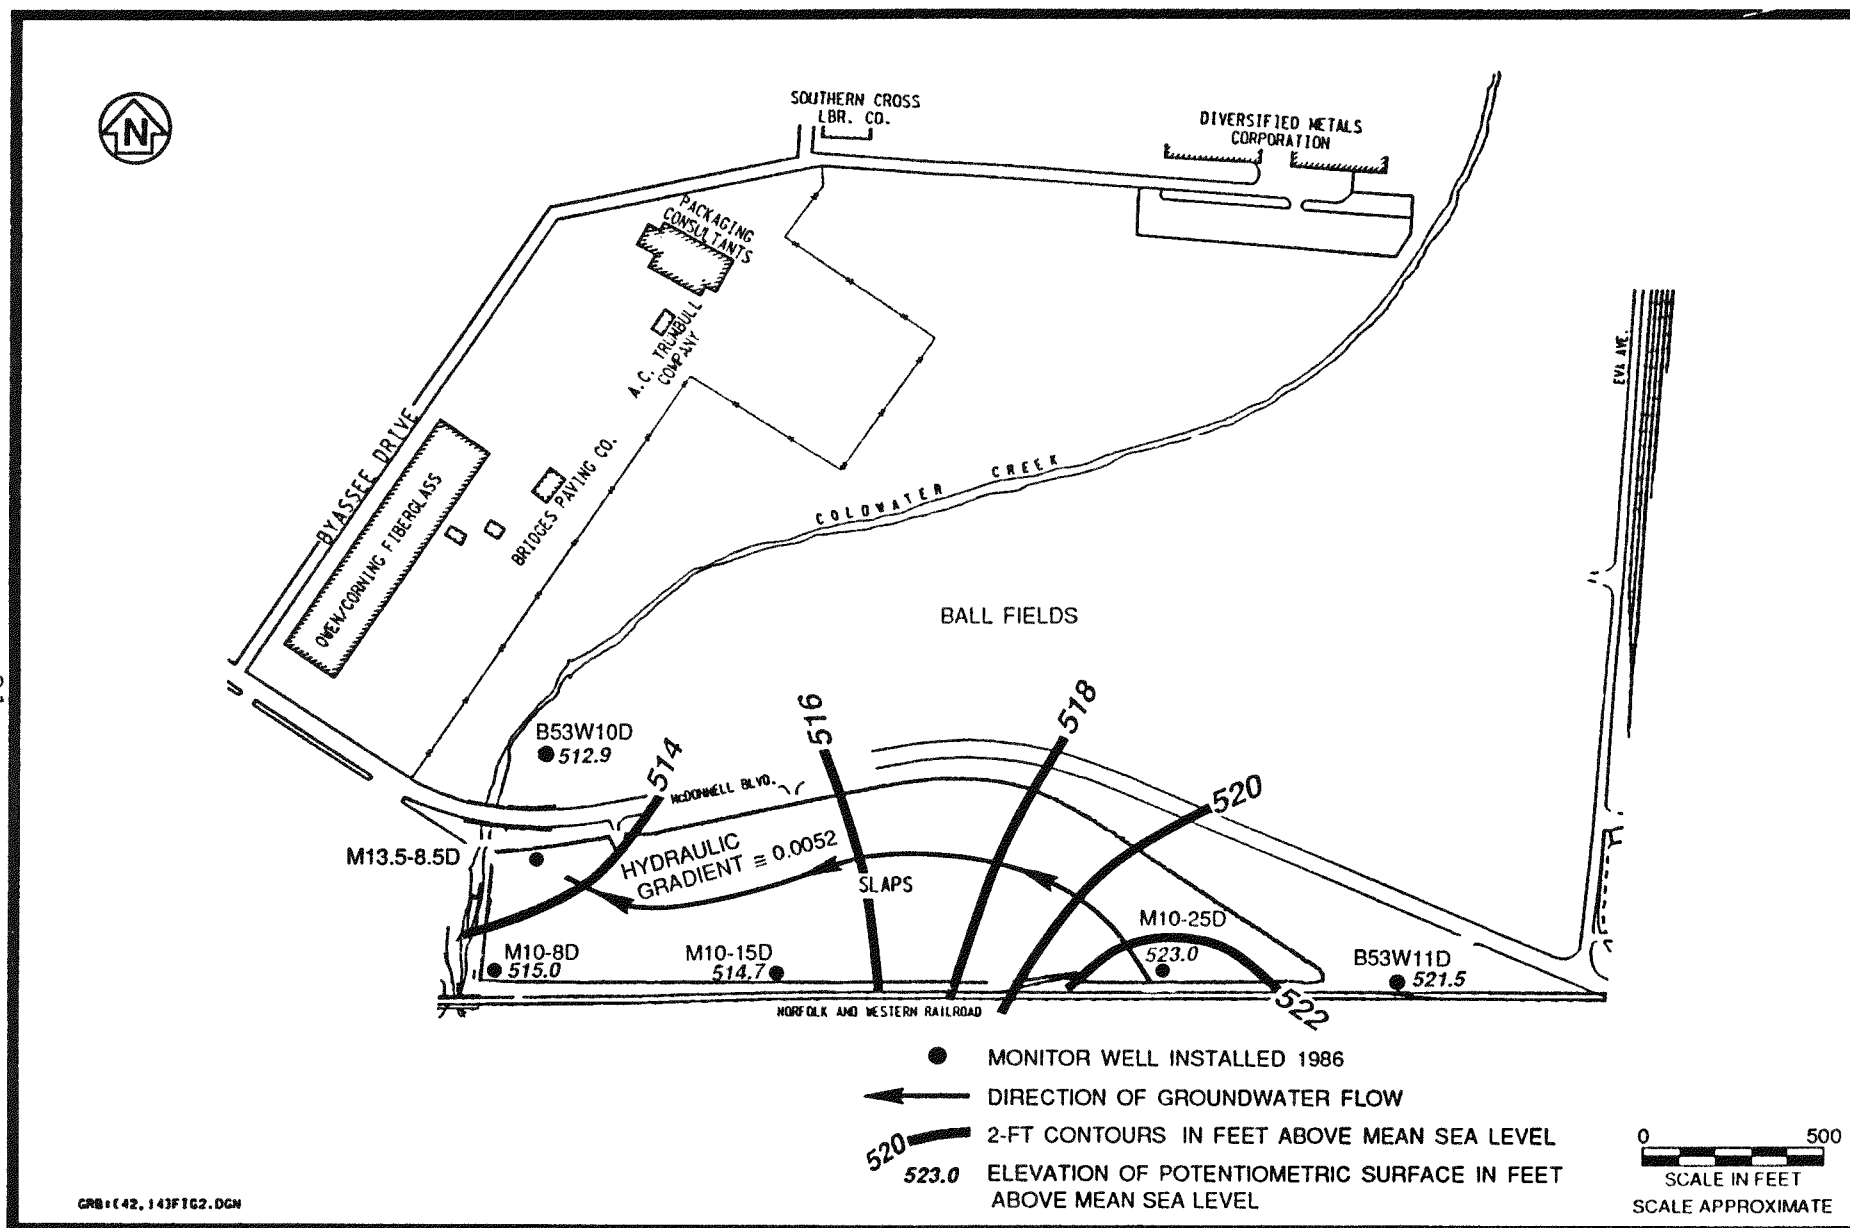 N
SOUTHERN CROSS
LBR. CO.
DIVERSIFIED METALS
CORPORATION
PACKAGING
CONSULTANTS
A.C. TRUMBULL
COMPANY
EVA AVE.
BYASSEE DRIVE
OWEN/CORNING FIBERGLASS
BRIDGES PAVING CO.
COLDWATER CREEK
BALL FIELDS
B53W10D
512.9
514
516
518
520
McDONNELL BLVD.
M13.5-8.5D
HYDRAULIC
GRADIENT ≅ 0.0052
SLAPS
M10-25D
523.0
M10-8D
515.0
M10-15D
514.7
B53W11D
521.5
522
NORFOLK AND WESTERN RAILROAD
MONITOR WELL INSTALLED 1986
DIRECTION OF GROUNDWATER FLOW
520 2-FT CONTOURS IN FEET ABOVE MEAN SEA LEVEL
523.0 ELEVATION OF POTENTIOMETRIC SURFACE IN FEET
ABOVE MEAN SEA LEVEL
0 500
SCALE IN FEET
SCALE APPROXIMATE